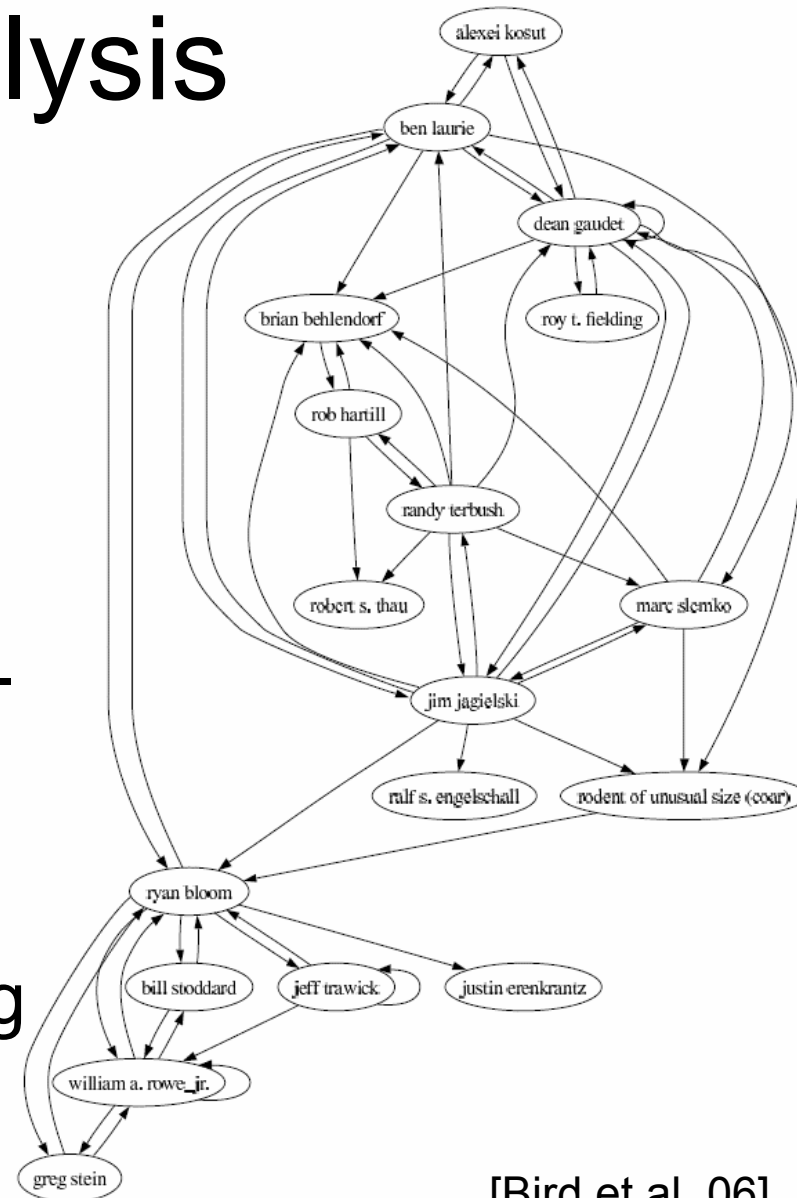 lysis
alexei kosut
ben laurie
dean gaudet
brian behlendorf
roy t. fielding
rob hartill
randy terbush
robert s. thau
marc slemko
jim jagielski
ralf s. engelschall
rodent of unusual size (coar)
ryan bloom
bill stoddard
jeff trawick
justin erenkrantz
g
william a. rowe_jr.
greg stein
[Bird et al. 06]